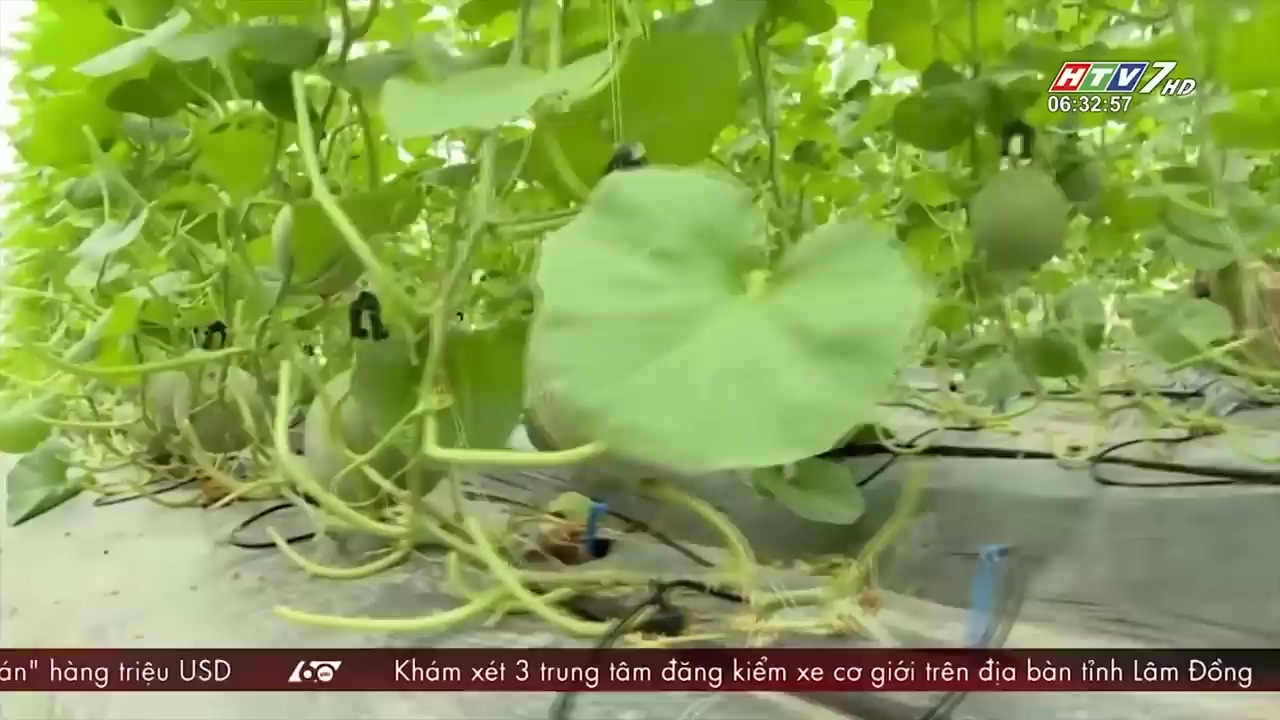 HTV7 HD
06:32:57
án" hàng triệu USD 60 Khám xét 3 trung tâm đăng kiểm xe cơ giới trên địa bàn tỉnh Lâm Đồng